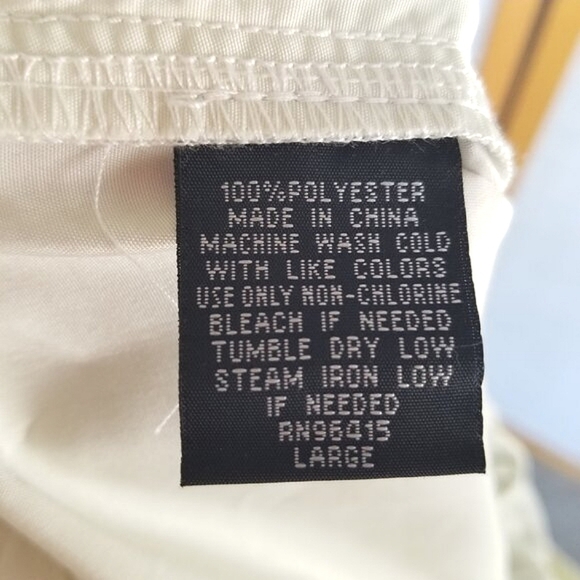 100%POLYESTER
MADE IN CHINA
MACHINE WASH COLD
WITH LIKE COLORS
USE ONLY NON-CHLORINE
BLEACH IF NEEDED
TUMBLE DRY LOW
STEAM IRON LOW
IF NEEDED
RN96415
LARGE